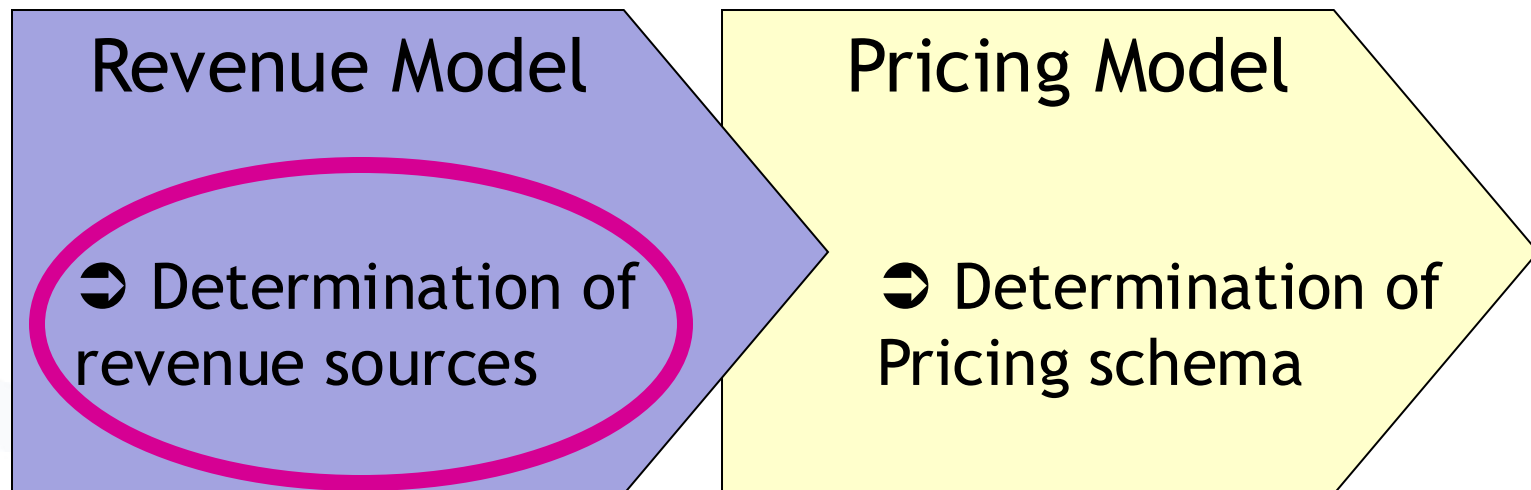 Revenue Model
➲ Determination of
revenue sources
Pricing Model
➲ Determination of
Pricing schema